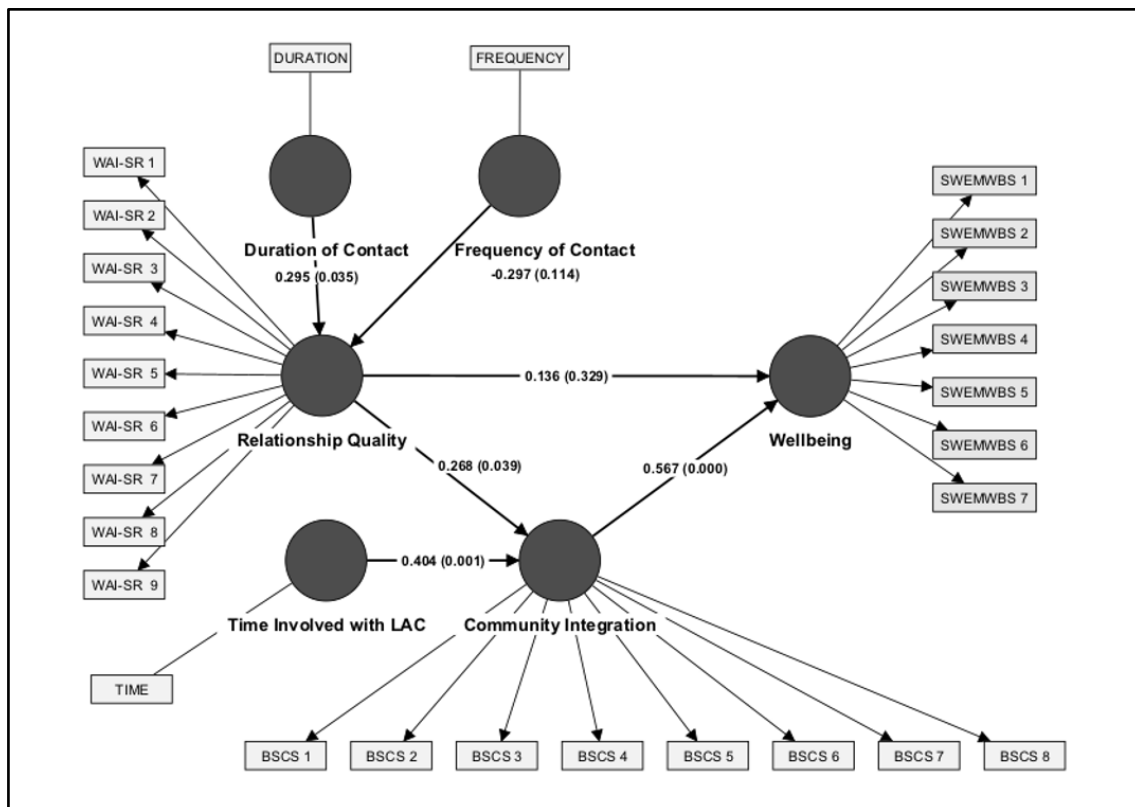 DURATION
FREQUENCY
WAI-SR 1
WAI-SR 2
WAI-SR 3
WAI-SR 4
WAI-SR 5
WAI-SR 6
WAI-SR 7
WAI-SR 8
WAI-SR 9
Duration of Contact
0.295 (0.035)
Frequency of Contact
-0.297 (0.114)
SWEMWBS 1
SWEMWBS 2
SWEMWBS 3
SWEMWBS 4
SWEMWBS 5
SWEMWBS 6
SWEMWBS 7
0.136 (0.329)
Relationship Quality
Wellbeing
0.268 (0.039)
0.567 (0.000)
0.404 (0.001)
Time Involved with LAC
Community Integration
TIME
BSCS 1
BSCS 2
BSCS 3
BSCS 4
BSCS 5
BSCS 6
BSCS 7
BSCS 8